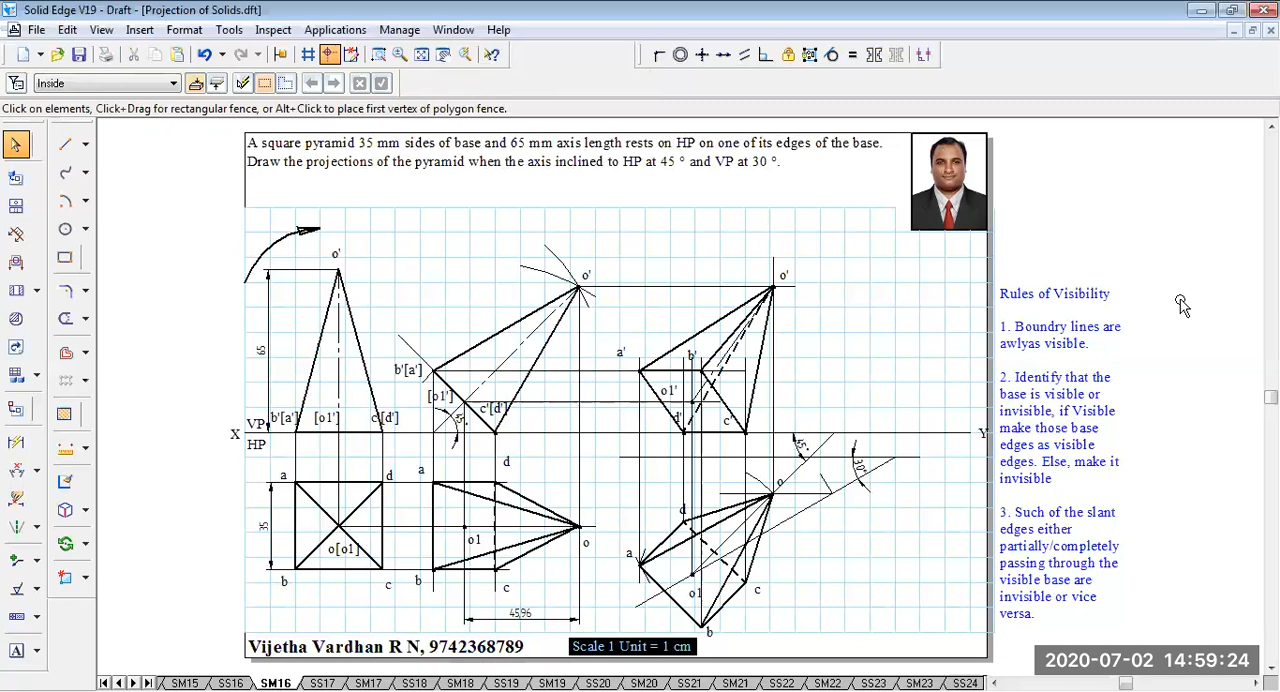 Solid Edge V19 - Draft - [Projection of Solids.dft]
File Edit View Insert Format Tools Inspect Applications Manage Window Help
Inside
Click on elements, Click+Drag for rectangular fence, or Alt+Click to place first vertex of polygon fence.
A square pyramid 35 mm sides of base and 65 mm axis length rests on HP on one of its edges of the base.
Draw the projections of the pyramid when the axis inclined to HP at 45 ° and VP at 30 °.
o'
o'
o'
65
b'[a']
a'
b'
[o1']
o1'
b'[a'] [o1'] c'[d']
c'[d']
45°
d'
c'
X
VP
HP
Y
45°
30°
a
d
a
d
o
d
35
o[o1]
o1
o
a
b
c
b
c
o1
c
b
45,96
Rules of Visibility
1. Boundry lines are
awlyas visible.
2. Identify that the
base is visible or
invisible, if Visible
make those base
edges as visible
edges. Else, make it
invisible
3. Such of the slant
edges either
partially/completely
passing through the
visible base are
invisible or vice
versa.
Vijetha Vardhan R N, 9742368789
Scale 1 Unit = 1 cm
2020-07-02 14:59:24
SM15 SS16 SM16 SS17 SM17 SS18 SM18 SS19 SM19 SS20 SM20 SS21 SM21 SS22 SM22 SS23 SM23 SS24